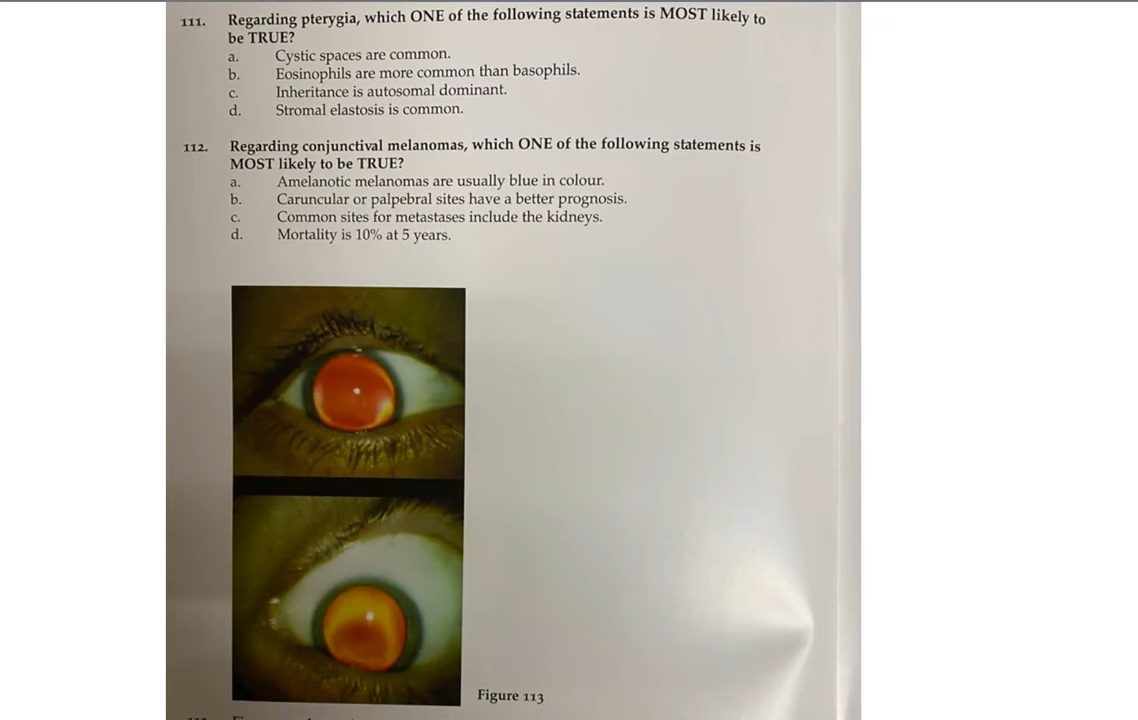 111. Regarding pterygia, which ONE of the following statements is MOST likely to
be TRUE?
a. Cystic spaces are common.
b. Eosinophils are more common than basophils.
c. Inheritance is autosomal dominant.
d. Stromal elastosis is common.
112. Regarding conjunctival melanomas, which ONE of the following statements is
MOST likely to be TRUE?
a. Amelanotic melanomas are usually blue in colour.
b. Caruncular or palpebral sites have a better prognosis.
c. Common sites for metastases include the kidneys.
d. Mortality is 10% at 5 years.
Figure 113